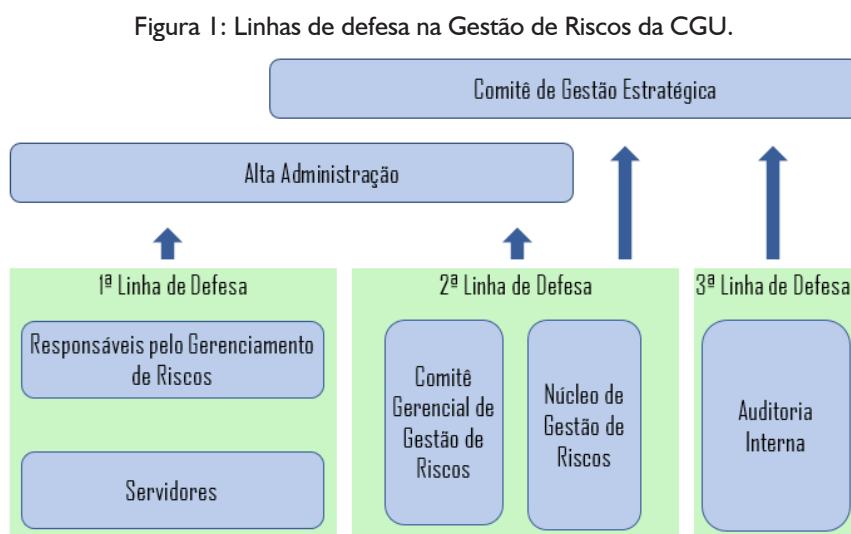 Figura 1: Linhas de defesa na Gestão de Riscos da CGU.
Comitê de Gestão Estratégica
Alta Administração
1ª Linha de Defesa
Responsáveis pelo Gerenciamento
de Riscos
Servidores
2ª Linha de Defesa
Comitê
Gerencial de
Gestão de
Riscos
Núcleo de
Gestão de
Riscos
3ª Linha de Defesa
Auditoria
Interna